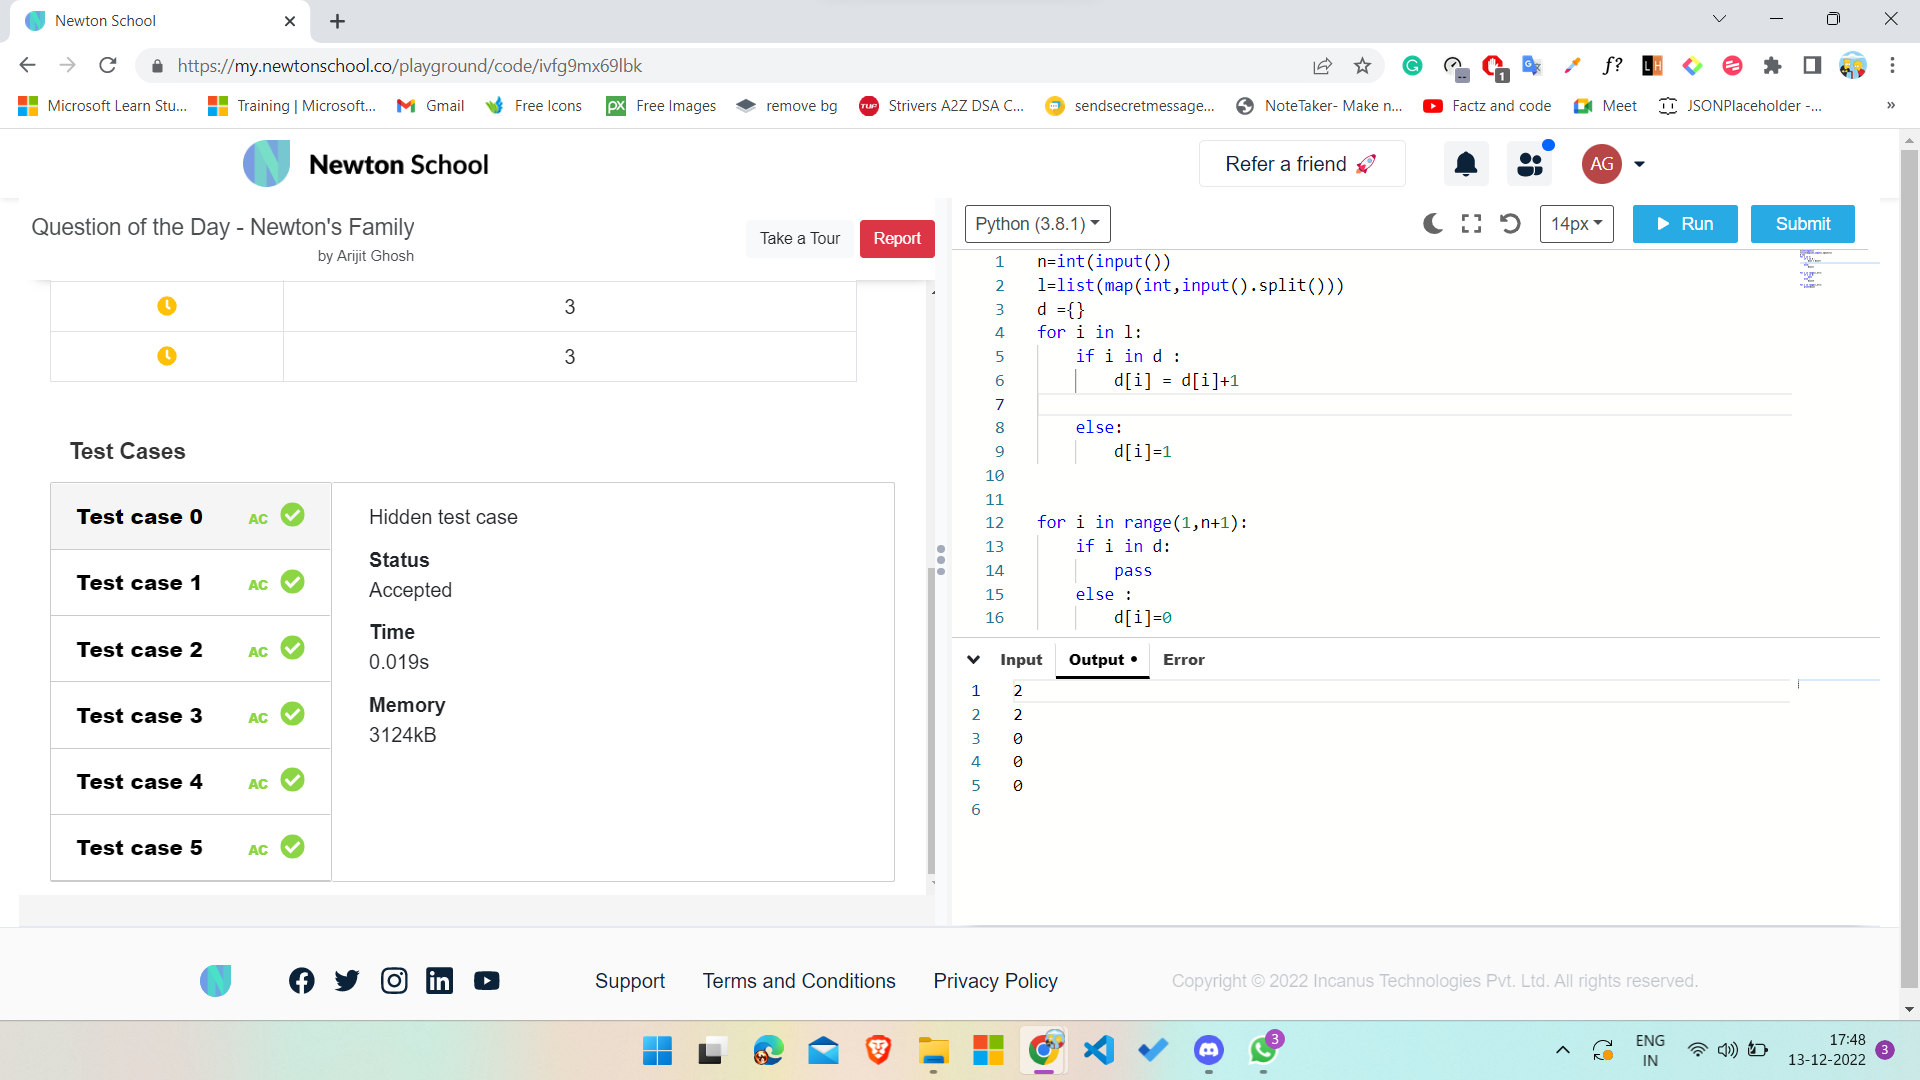 Newton School
https://my.newtonschool.co/playground/code/ivfg9mx69lbk
1
Microsoft Learn Stu...
Training | Microsoft...
Gmail
Free Icons
Free Images
remove bg
Strivers A2Z DSA C...
sendsecretmessage...
NoteTaker- Make n...
Factz and code
Meet
JSONPlaceholder -...
»
Newton School
Refer a friend 🚀
AG
Question of the Day - Newton's Family
by Arijit Ghosh
Take a Tour
Report
3
3
Test Cases
Test case 0 AC
Test case 1 AC
Test case 2 AC
Test case 3 AC
Test case 4 AC
Test case 5 AC
Hidden test case
Status
Accepted
Time
0.019s
Memory
3124kB
Python (3.8.1)
14px
Run
Submit
1 n=int(input())
2 l=list(map(int,input().split()))
3 d ={}
4 for i in l:
5 if i in d :
6 d[i] = d[i]+1
7
8 else:
9 d[i]=1
10
11
12 for i in range(1,n+1):
13 if i in d:
14 pass
15 else :
16 d[i]=0
Input
Output •
Error
1 2
2 2
3 0
4 0
5 0
6
Support
Terms and Conditions
Privacy Policy
Copyright © 2022 Incanus Technologies Pvt. Ltd. All rights reserved.
3
ENG
IN
17:48
13-12-2022
3